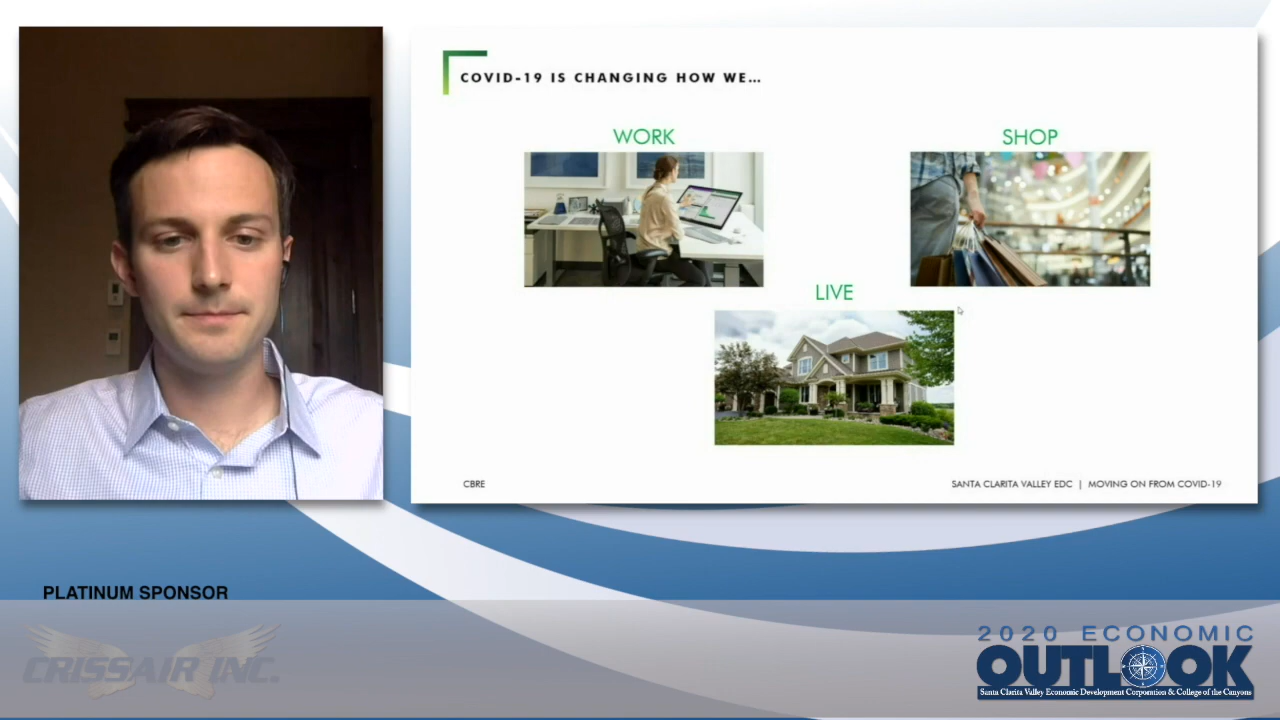 COVID-19 IS CHANGING HOW WE...
WORK
SHOP
LIVE
CBRE
SANTA CLARITA VALLEY EDC | MOVING ON FROM COVID-19
PLATINUM SPONSOR
CRISSAIR INC.
2020 ECONOMIC
OUTLOOK
Santa Clarita Valley Economic Development Corporation & College of the Canyons